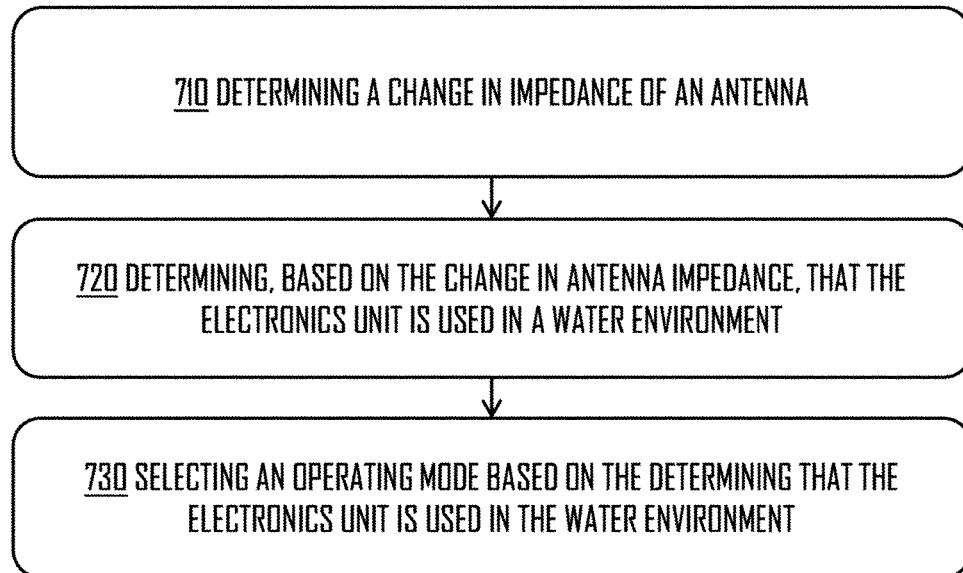 710 DETERMINING A CHANGE IN IMPEDANCE OF AN ANTENNA
720 DETERMINING, BASED ON THE CHANGE IN ANTENNA IMPEDANCE, THAT THE
ELECTRONICS UNIT IS USED IN A WATER ENVIRONMENT
730 SELECTING AN OPERATING MODE BASED ON THE DETERMINING THAT THE
ELECTRONICS UNIT IS USED IN THE WATER ENVIRONMENT